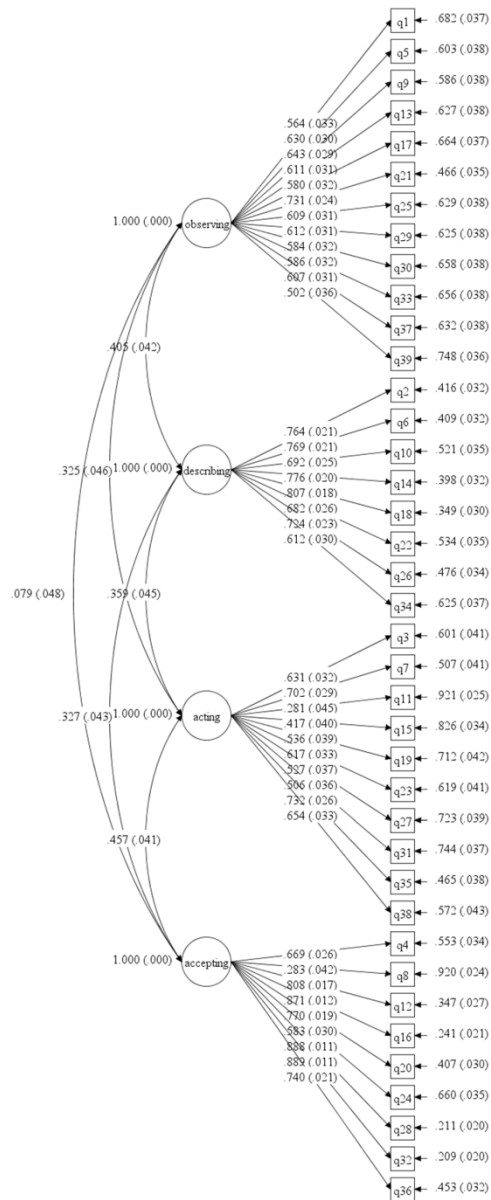 q1 .682 (.037)
q5 .603 (.038)
q9 .586 (.038)
q13 .627 (.038)
q17 .664 (.037)
q21 .466 (.035)
q25 .629 (.038)
q29 .625 (.038)
q30 .658 (.038)
q33 .656 (.038)
q37 .632 (.038)
q39 .748 (.036)
.564 (.033)
.630 (.030)
.643 (.029)
.611 (.031)
.580 (.032)
.731 (.024)
.609 (.031)
.612 (.031)
.584 (.032)
.586 (.032)
.607 (.031)
.502 (.036)
1.000 (.000) observing
.405 (.042)
q2 .416 (.032)
q6 .409 (.032)
q10 .521 (.035)
q14 .398 (.032)
q18 .349 (.030)
q22 .534 (.035)
q26 .476 (.034)
q34 .625 (.037)
.764 (.021)
.769 (.021)
.692 (.025)
.776 (.020)
.807 (.018)
.682 (.026)
.724 (.023)
.612 (.030)
.325 (.046) 1.000 (.000) describing
.079 (.048) .359 (.045)
q3 .601 (.041)
q7 .507 (.041)
q11 .921 (.025)
q15 .826 (.034)
q19 .712 (.042)
q23 .619 (.041)
q27 .723 (.039)
q31 .744 (.037)
q35 .465 (.038)
q38 .572 (.043)
.631 (.032)
.702 (.029)
.281 (.045)
.417 (.040)
.536 (.039)
.617 (.033)
.527 (.037)
.506 (.036)
.732 (.026)
.654 (.033)
.327 (.043) 1.000 (.000) acting
.457 (.041)
q4 .553 (.034)
q8 .920 (.024)
q12 .347 (.027)
q16 .241 (.021)
q20 .407 (.030)
q24 .660 (.035)
q28 .211 (.020)
q32 .209 (.020)
q36 .453 (.032)
.669 (.026)
.283 (.042)
.808 (.017)
.871 (.012)
.770 (.019)
.583 (.030)
.888 (.011)
.889 (.011)
.740 (.021)
1.000 (.000) accepting